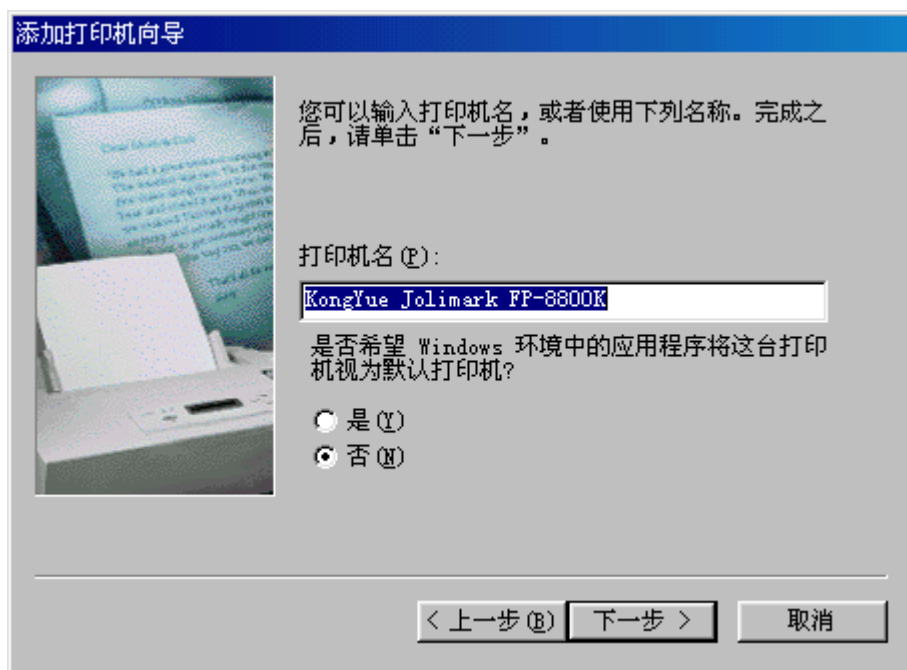 添加打印机向导
您可以输入打印机名，或者使用下列名称。完成之
后，请单击“下一步”。
打印机名(P):
KongYue Jolimark FP-8800K
是否希望 Windows 环境中的应用程序将这台打印
机视为默认打印机?
是(Y)
否(N)
< 上一步(B) 下一步 > 取消